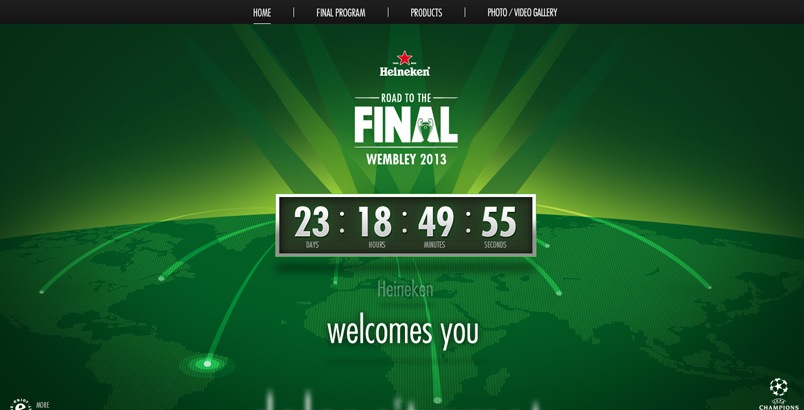 HOME | FINAL PROGRAM | PRODUCTS | PHOTO / VIDEO GALLERY
Heineken
ROAD TO THE
FINAL
WEMBLEY 2013
23 : 18 : 49 : 55
DAYS HOURS MINUTES SECONDS
Heineken
welcomes you
MORE
UEFA
CHAMPIONS